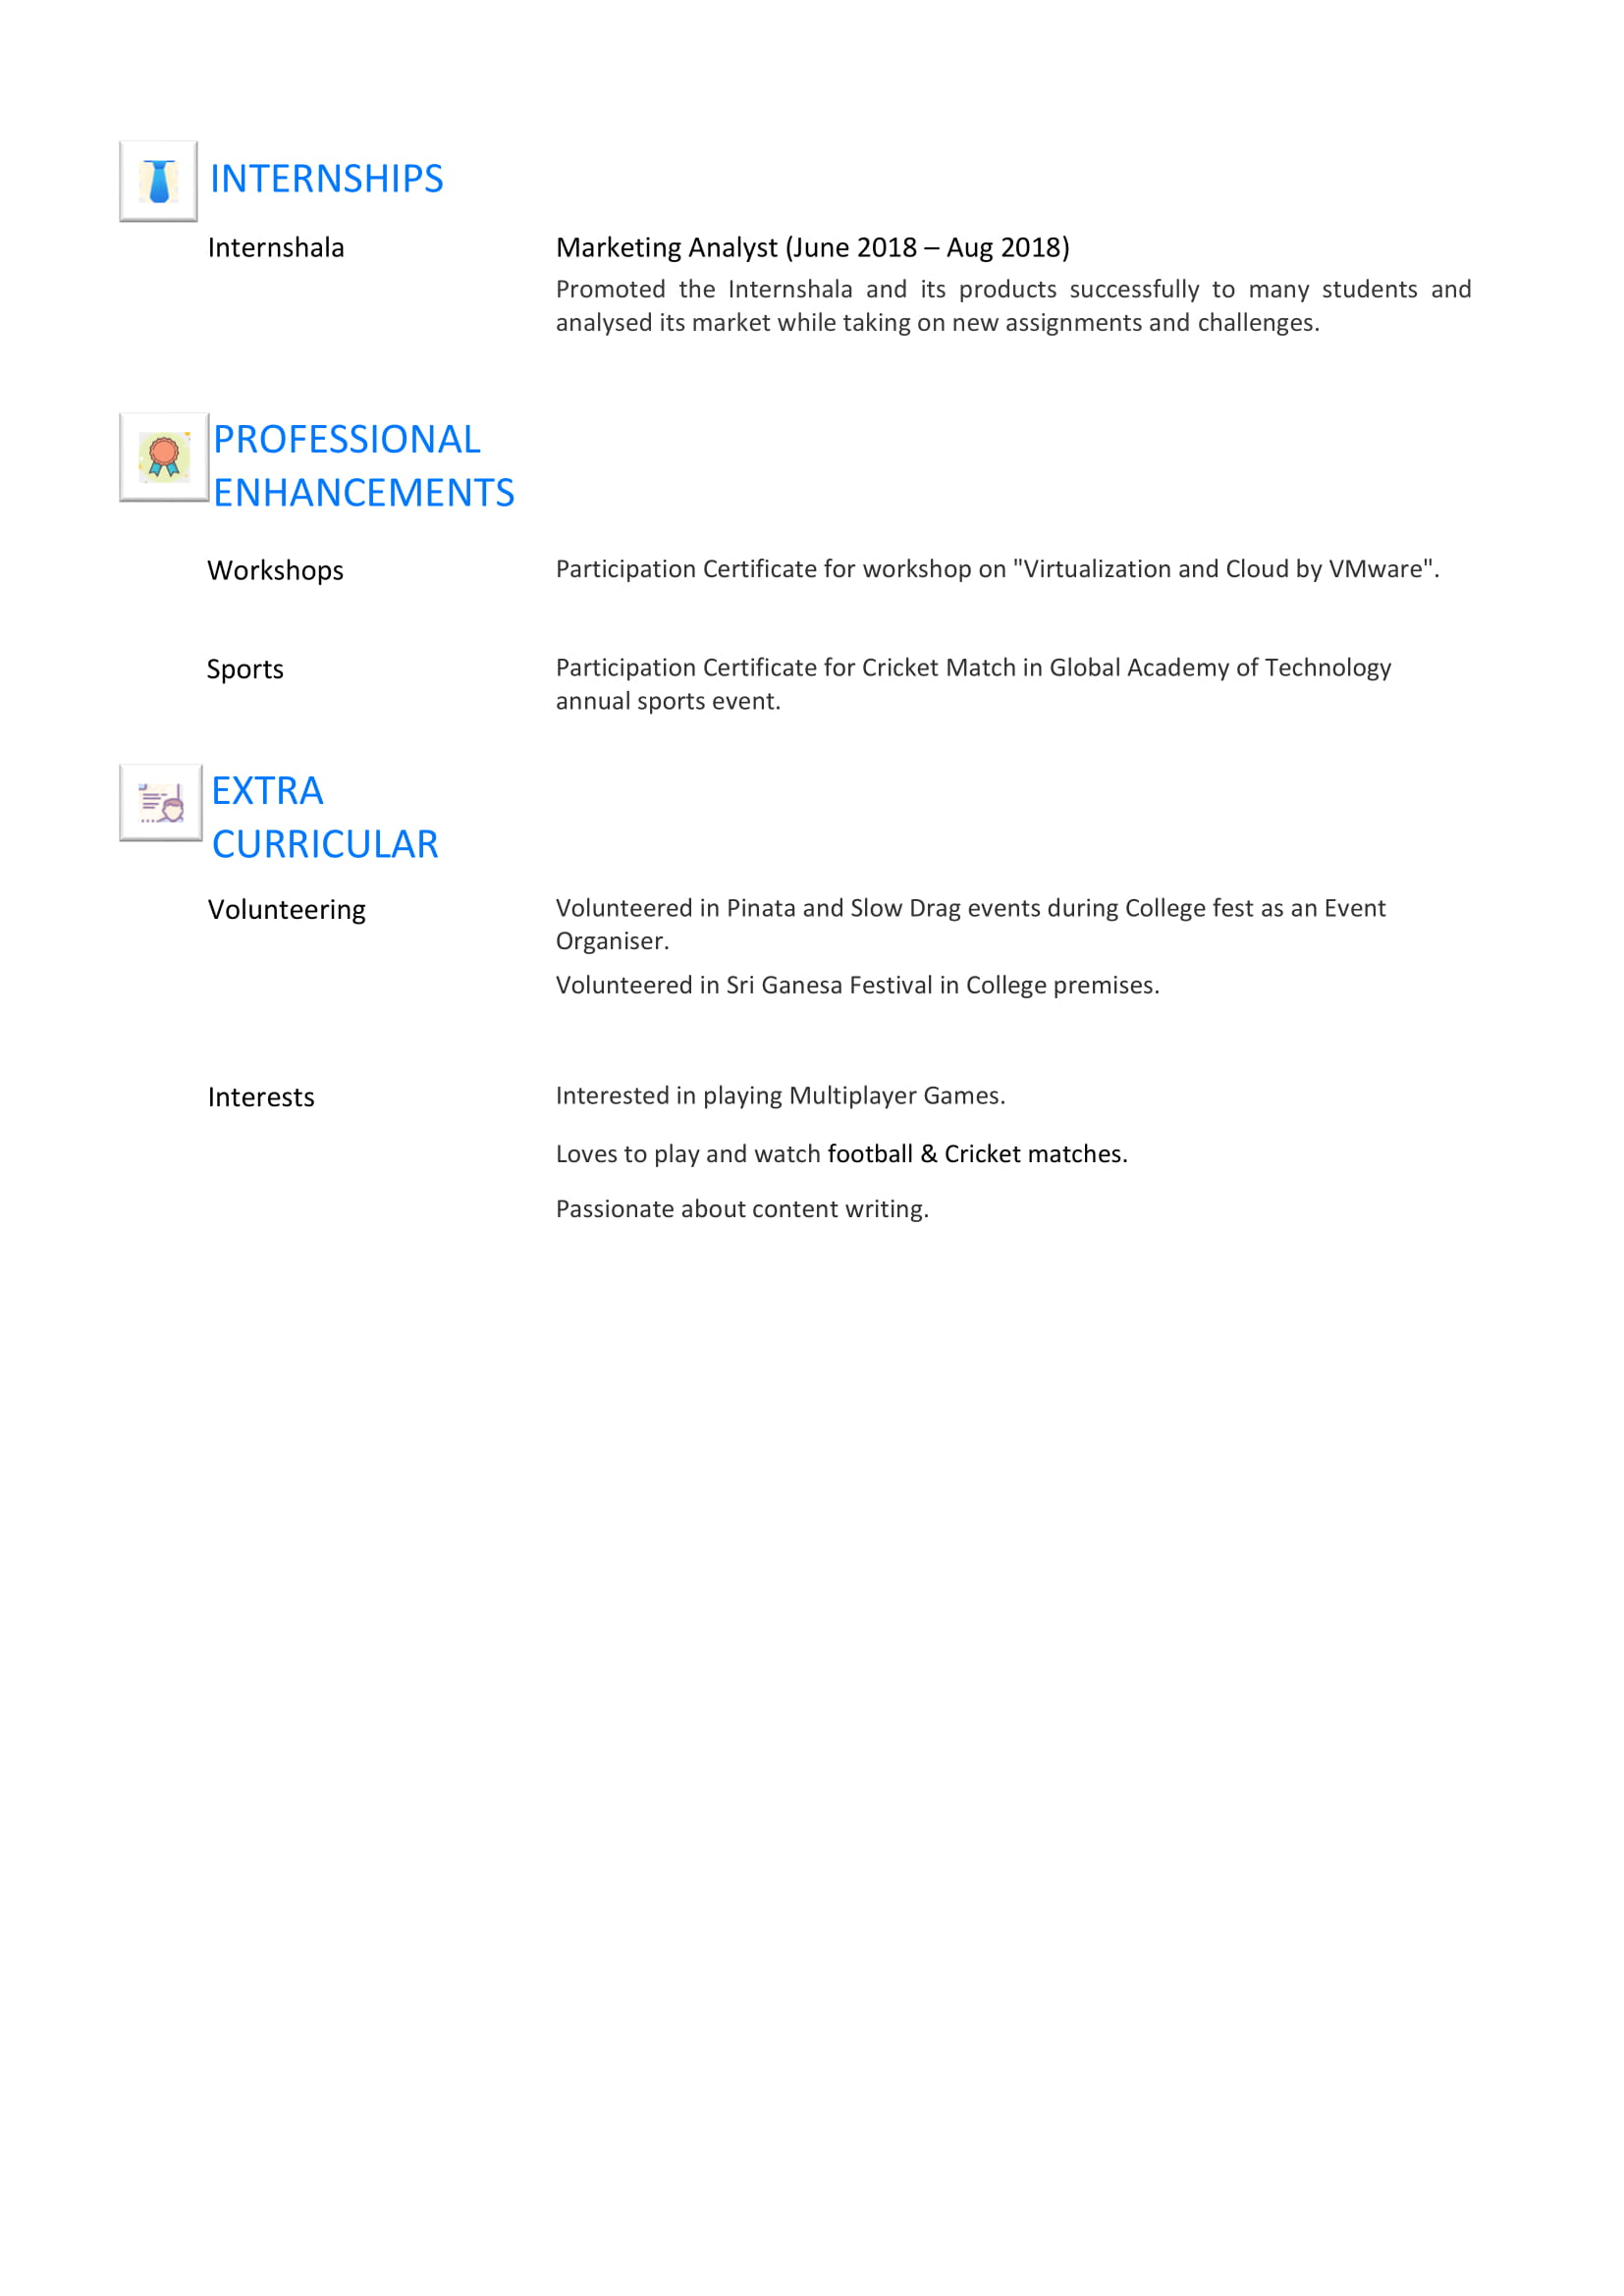 INTERNSHIPS
Internshala
Marketing Analyst (June 2018 – Aug 2018)
Promoted the Internshala and its products successfully to many students and
analysed its market while taking on new assignments and challenges.
PROFESSIONAL
ENHANCEMENTS
Workshops
Participation Certificate for workshop on "Virtualization and Cloud by VMware".
Sports
Participation Certificate for Cricket Match in Global Academy of Technology
annual sports event.
EXTRA
CURRICULAR
Volunteering
Volunteered in Pinata and Slow Drag events during College fest as an Event
Organiser.
Volunteered in Sri Ganesa Festival in College premises.
Interests
Interested in playing Multiplayer Games.
Loves to play and watch football & Cricket matches.
Passionate about content writing.